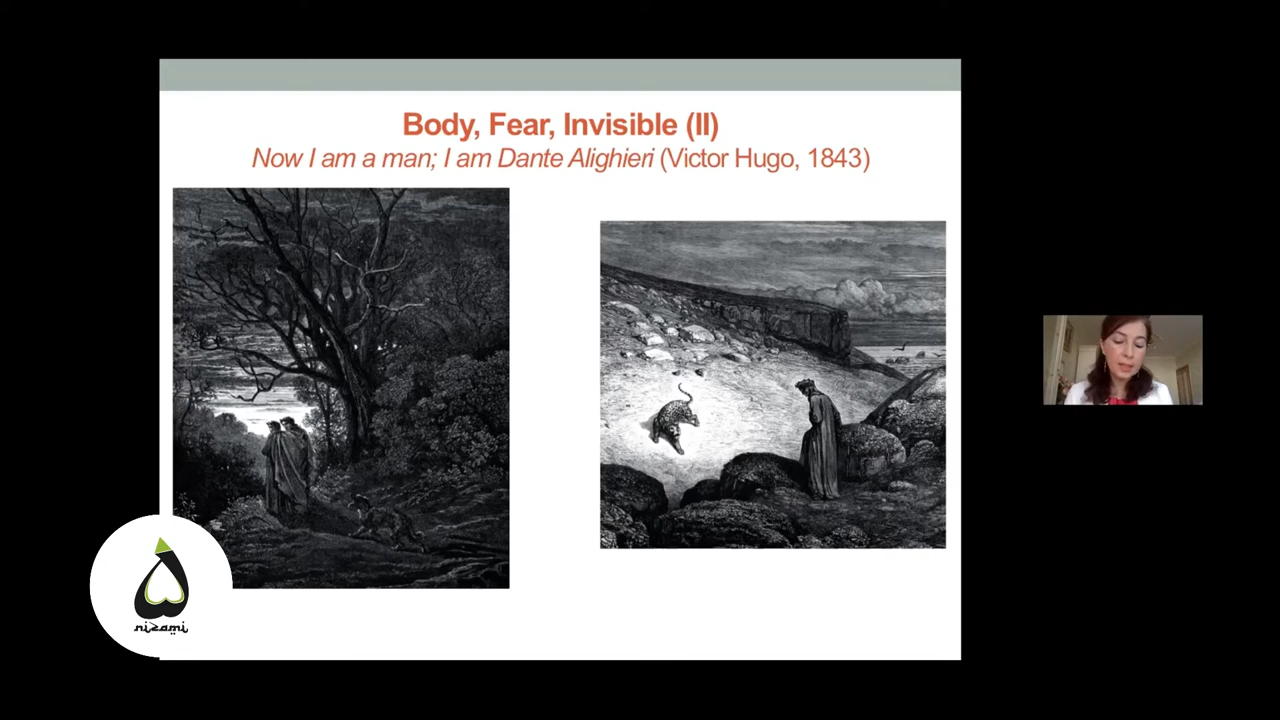 Body, Fear, Invisible (II)
Now I am a man; I am Dante Alighieri (Victor Hugo, 1843)
nizami